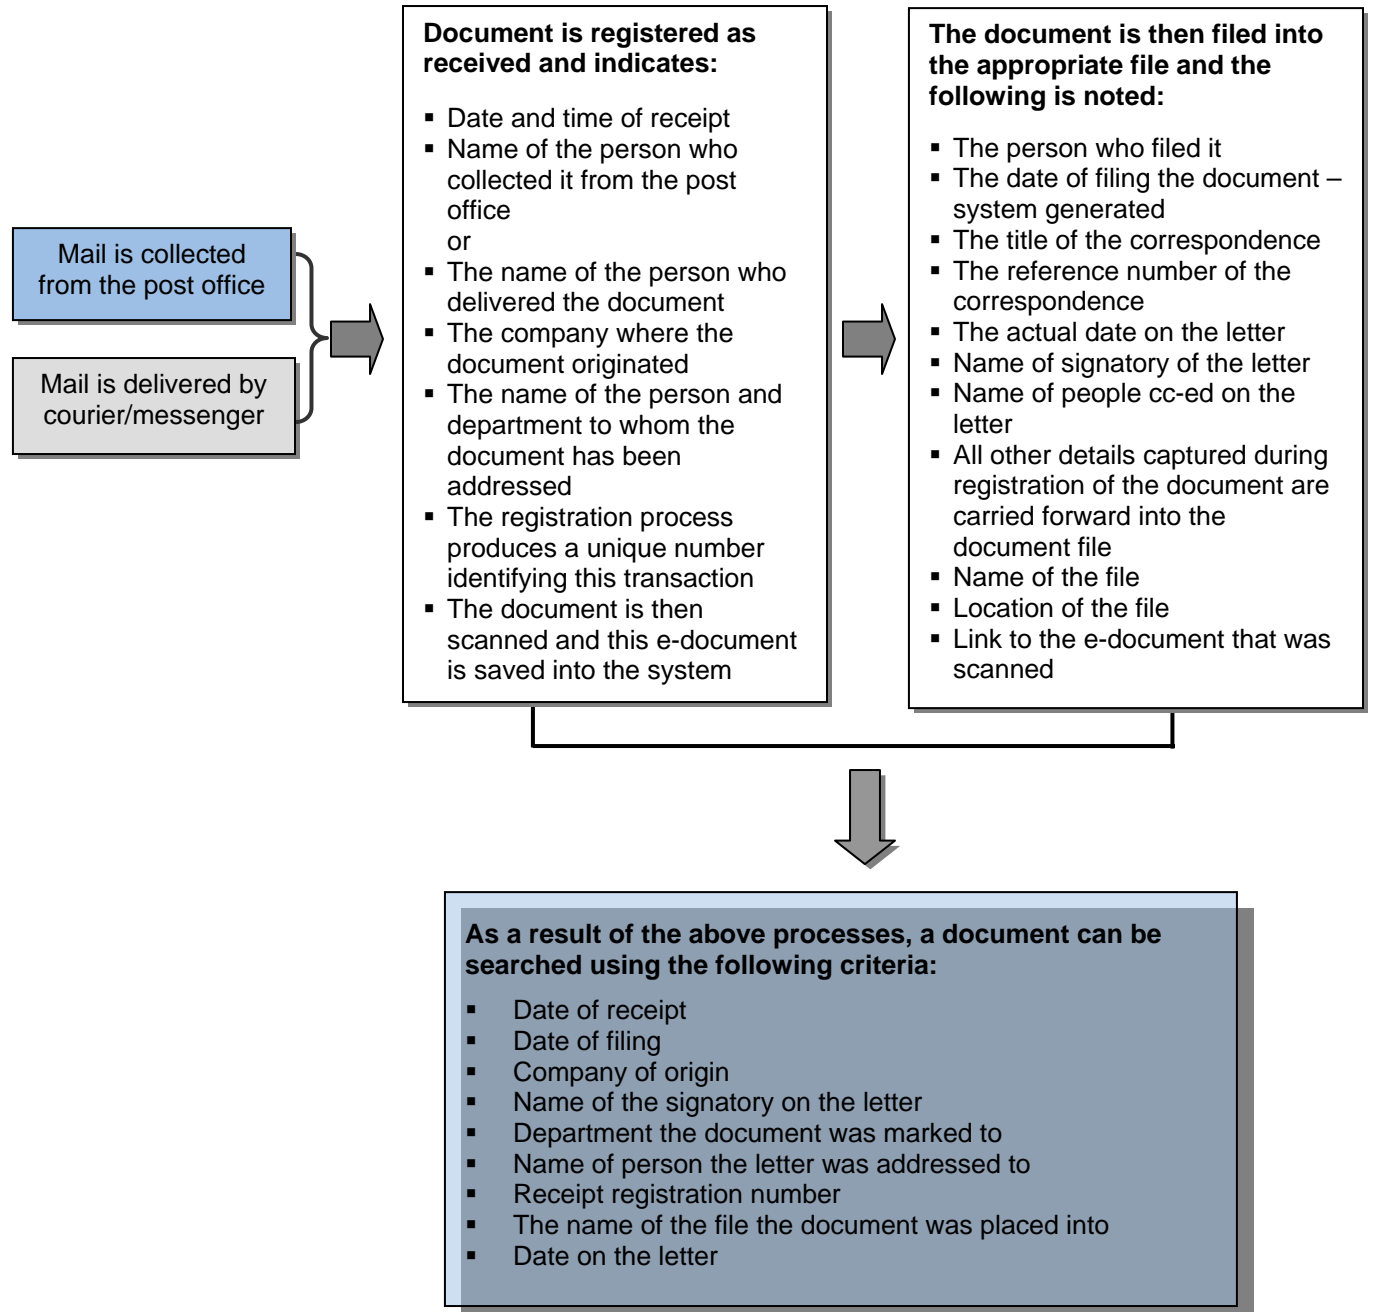 Mail is collected
from the post office
Mail is delivered by
courier/messenger
Document is registered as
received and indicates:
▪ Date and time of receipt
▪ Name of the person who
collected it from the post
office
or
▪ The name of the person who
delivered the document
▪ The company where the
document originated
▪ The name of the person and
department to whom the
document has been
addressed
▪ The registration process
produces a unique number
identifying this transaction
▪ The document is then
scanned and this e-document
is saved into the system
The document is then filed into
the appropriate file and the
following is noted:
▪ The person who filed it
▪ The date of filing the document –
system generated
▪ The title of the correspondence
▪ The reference number of the
correspondence
▪ The actual date on the letter
▪ Name of signatory of the letter
▪ Name of people cc-ed on the
letter
▪ All other details captured during
registration of the document are
carried forward into the
document file
▪ Name of the file
▪ Location of the file
▪ Link to the e-document that was
scanned
As a result of the above processes, a document can be
searched using the following criteria:
▪ Date of receipt
▪ Date of filing
▪ Company of origin
▪ Name of the signatory on the letter
▪ Department the document was marked to
▪ Name of person the letter was addressed to
▪ Receipt registration number
▪ The name of the file the document was placed into
▪ Date on the letter